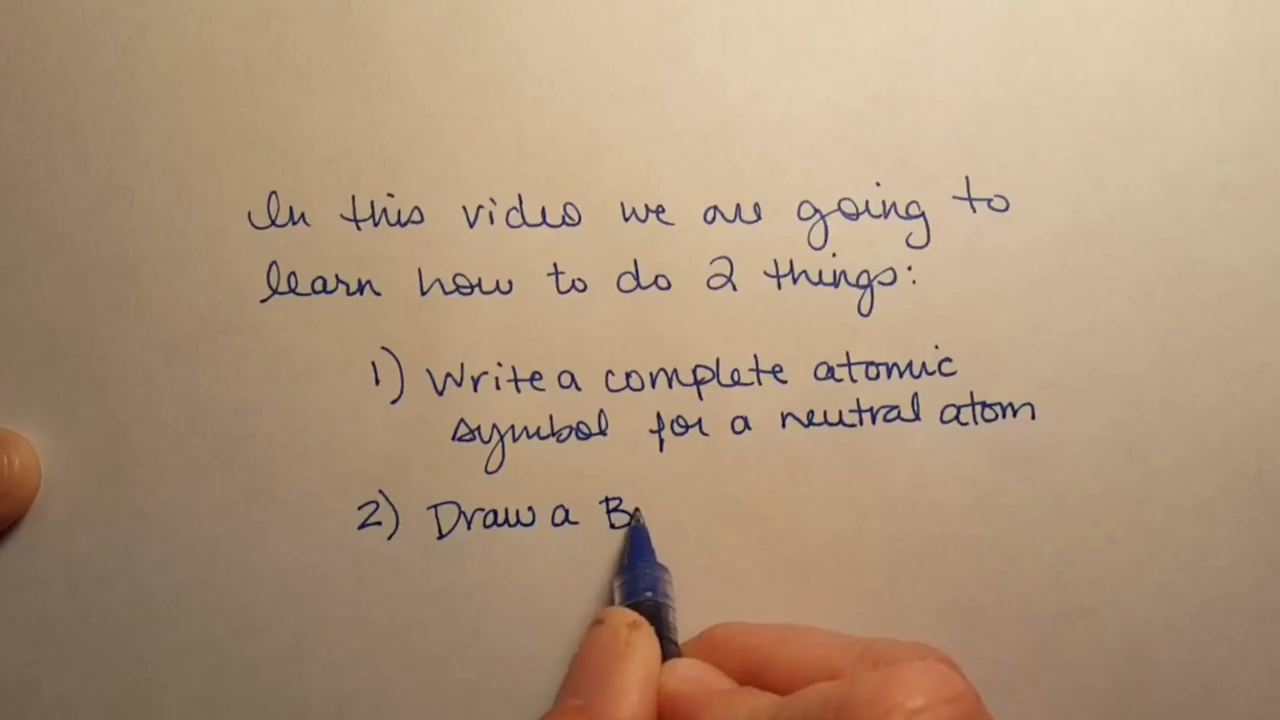 In this video we are going to
learn how to do 2 things:
1) Write a complete atomic
symbol for a neutral atom
2) Draw a B